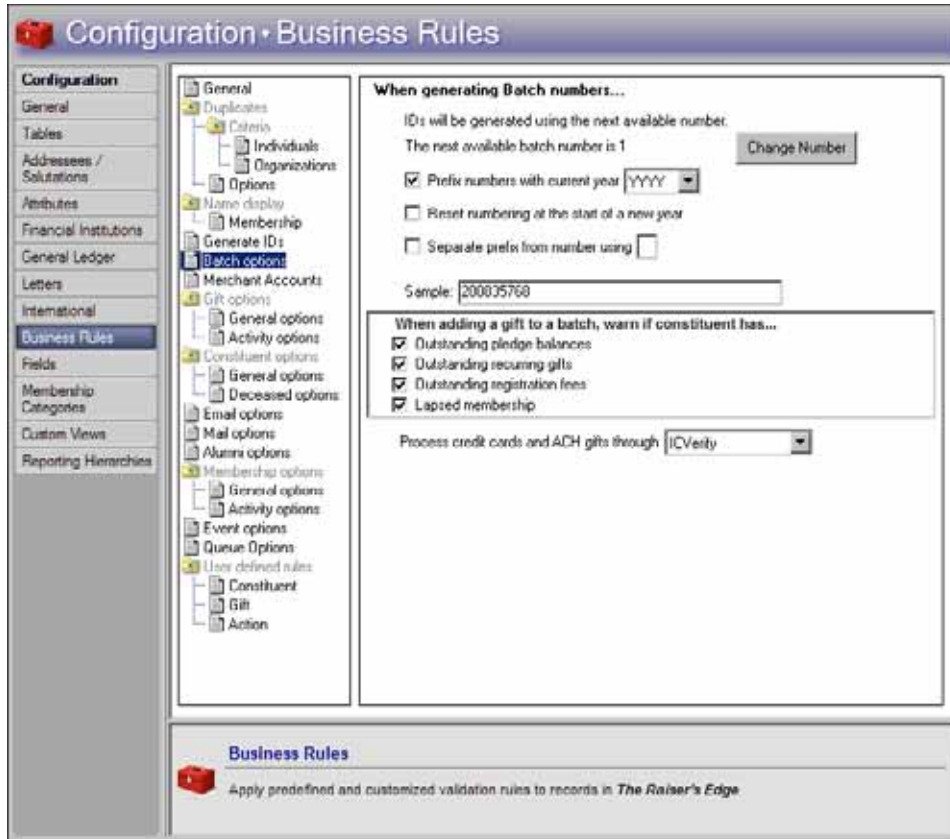 Configuration • Business Rules
Configuration
General
Tables
Addressees /
Salutations
Attributes
Financial Institutions
General Ledger
Letters
International
Business Rules
Fields
Membership
Categories
Custom Views
Reporting Hierarchies
General
Duplicates
Criteria
Individuals
Organizations
Options
Name display
Membership
Generate IDs
Batch options
Merchant Accounts
Gift options
General options
Activity options
Constituent options
General options
Deceased options
Email options
Mail options
Alumni options
Membership options
General options
Activity options
Event options
Queue Options
User defined rules
Constituent
Gift
Action
When generating Batch numbers...
IDs will be generated using the next available number.
The next available batch number is 1
Change Number
Prefix numbers with current year YYYY
Reset numbering at the start of a new year
Separate prefix from number using
Sample: 200835768
When adding a gift to a batch, warn if constituent has...
Outstanding pledge balances
Outstanding recurring gifts
Outstanding registration fees
Lapsed membership
Process credit cards and ACH gifts through ICVerify
Business Rules
Apply predefined and customized validation rules to records in The Raiser's Edge